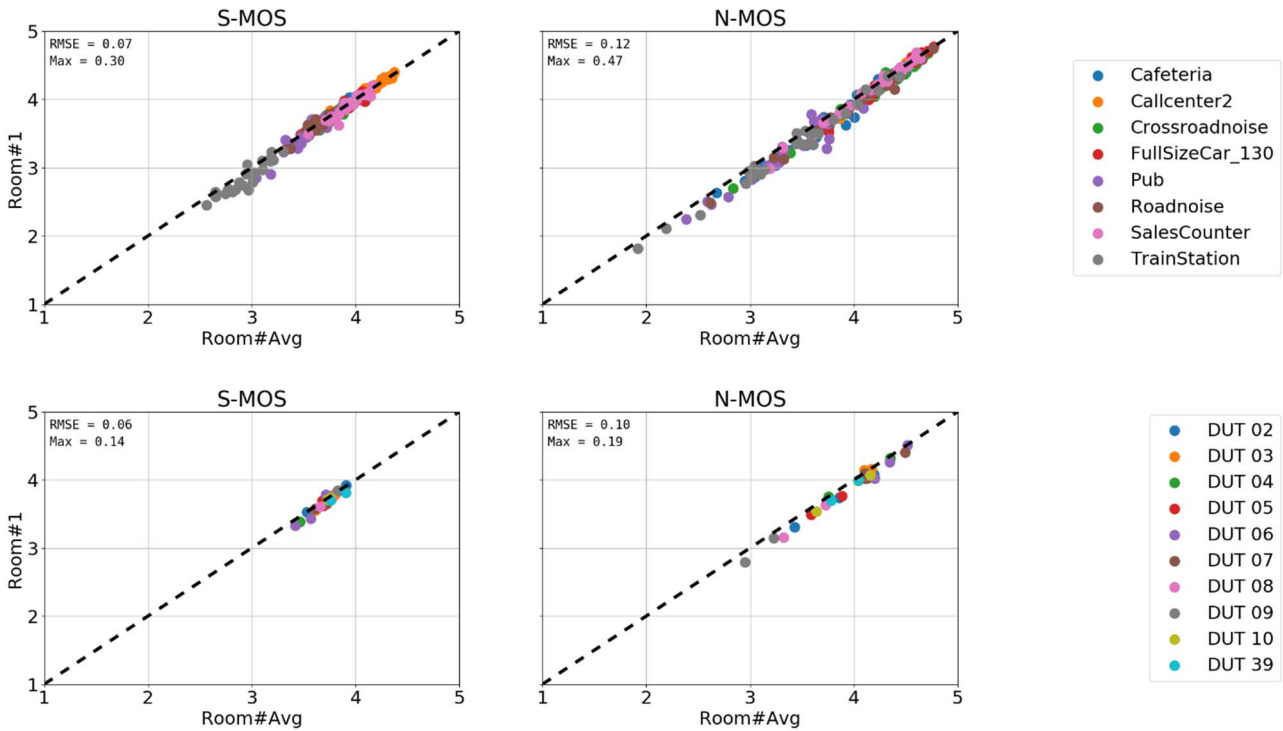 S-MOS
RMSE = 0.07
Max = 0.30
5
4
3
2
1
Room#1
1 2 3 4 5
Room#Avg
N-MOS
RMSE = 0.12
Max = 0.47
1 2 3 4 5
Room#Avg
Cafeteria
Callcenter2
Crossroadnoise
FullSizeCar_130
Pub
Roadnoise
SalesCounter
TrainStation
S-MOS
RMSE = 0.06
Max = 0.14
5
4
3
2
1
Room#1
1 2 3 4 5
Room#Avg
N-MOS
RMSE = 0.10
Max = 0.19
1 2 3 4 5
Room#Avg
DUT 02
DUT 03
DUT 04
DUT 05
DUT 06
DUT 07
DUT 08
DUT 09
DUT 10
DUT 39